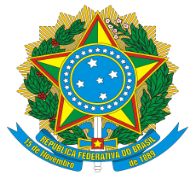 REPÚBLICA FEDERATIVA DO BRASIL
15 de Novembro
de 1889